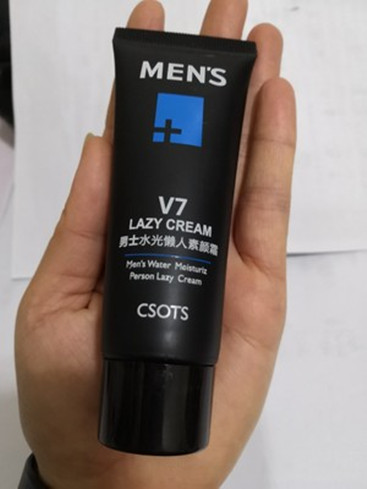 MEN'S
V7
LAZY CREAM
男士水光懒人素颜霜
Men's Water Moisturiz
Person Lazy Cream
CSOTS